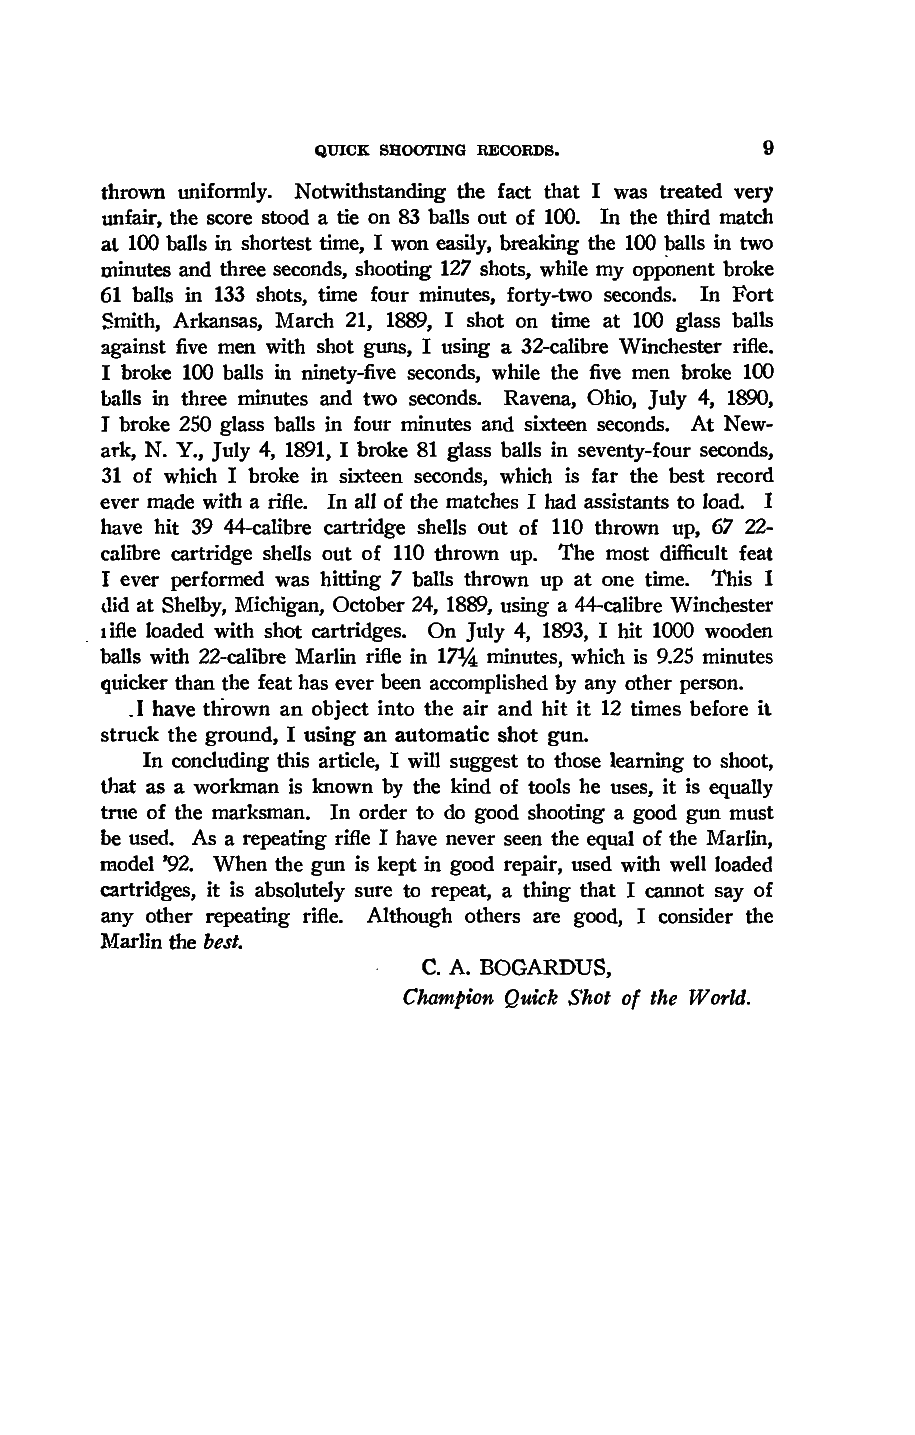 QUICK SHOOTING RECORDS. 9
thrown uniformly. Notwithstanding the fact that I was treated very
unfair, the score stood a tie on 83 balls out of 100. In the third match
at 100 balls in shortest time, I won easily, breaking the 100 balls in two
minutes and three seconds, shooting 127 shots, while my opponent broke
61 balls in 133 shots, time four minutes, forty-two seconds. In Fort
Smith, Arkansas, March 21, 1889, I shot on time at 100 glass balls
against five men with shot guns, I using a 32-calibre Winchester rifle.
I broke 100 balls in ninety-five seconds, while the five men broke 100
balls in three minutes and two seconds. Ravena, Ohio, July 4, 1890,
I broke 250 glass balls in four minutes and sixteen seconds. At New-
ark, N. Y., July 4, 1891, I broke 81 glass balls in seventy-four seconds,
31 of which I broke in sixteen seconds, which is far the best record
ever made with a rifle. In all of the matches I had assistants to load. I
have hit 39 44-calibre cartridge shells out of 110 thrown up, 67 22-
calibre cartridge shells out of 110 thrown up. The most difficult feat
I ever performed was hitting 7 balls thrown up at one time. This I
did at Shelby, Michigan, October 24, 1889, using a 44-calibre Winchester
rifle loaded with shot cartridges. On July 4, 1893, I hit 1000 wooden
balls with 22-calibre Marlin rifle in 17¼ minutes, which is 9.25 minutes
quicker than the feat has ever been accomplished by any other person.
I have thrown an object into the air and hit it 12 times before it
struck the ground, I using an automatic shot gun.
In concluding this article, I will suggest to those learning to shoot,
that as a workman is known by the kind of tools he uses, it is equally
true of the marksman. In order to do good shooting a good gun must
be used. As a repeating rifle I have never seen the equal of the Marlin,
model '92. When the gun is kept in good repair, used with well loaded
cartridges, it is absolutely sure to repeat, a thing that I cannot say of
any other repeating rifle. Although others are good, I consider the
Marlin the best.
C. A. BOGARDUS,
Champion Quick Shot of the World.